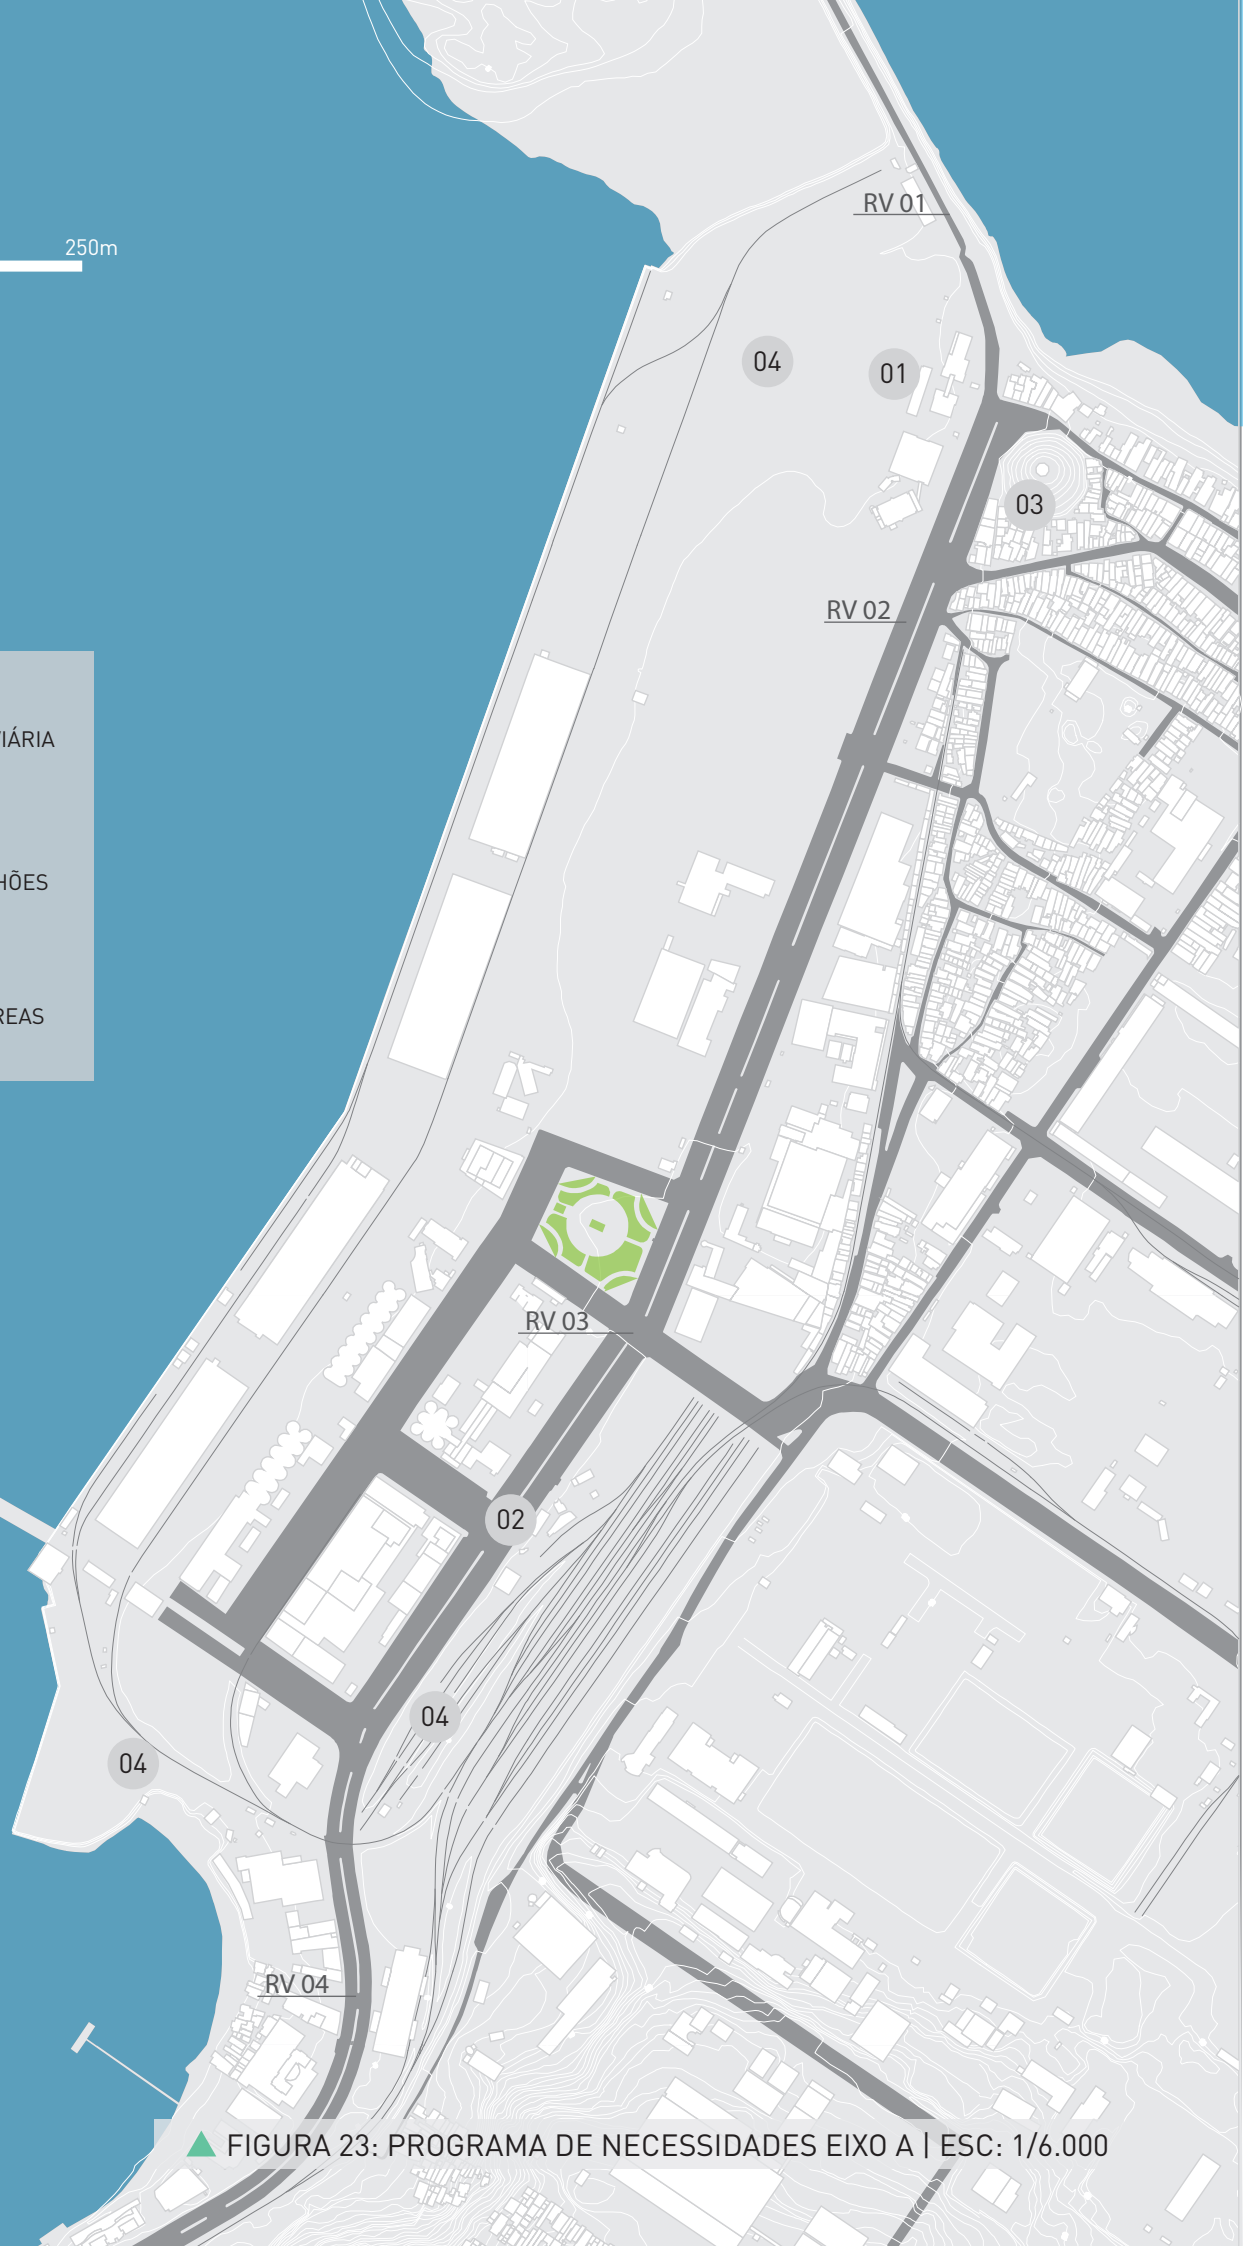 RV 01
250m
04
01
03
RV 02
IÁRIA
HÕES
REAS
RV 03
02
04
04
RV 04
FIGURA 23: PROGRAMA DE NECESSIDADES EIXO A | ESC: 1/6.000